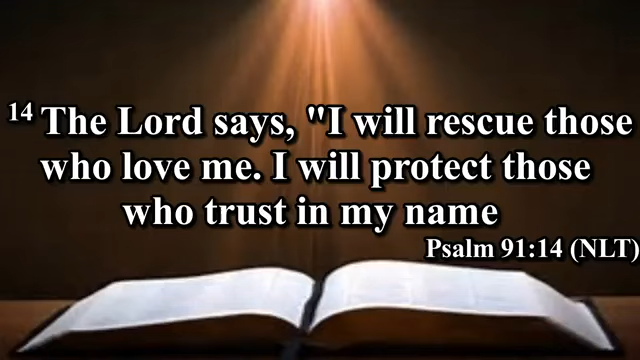 14 The Lord says, "I will rescue those
who love me. I will protect those
who trust in my name
Psalm 91:14 (NLT)